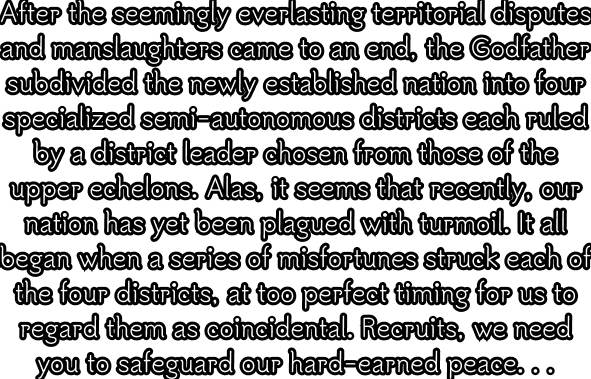 After the seemingly everlasting territorial disputes
and manslaughters came to an end, the Godfather
subdivided the newly established nation into four
specialized semi-autonomous districts each ruled
by a district leader chosen from those of the
upper echelons. Alas, it seems that recently, our
nation has yet been plagued with turmoil. It all
began when a series of misfortunes struck each of
the four districts, at too perfect timing for us to
regard them as coincidental. Recruits, we need
you to safeguard our hard-earned peace. . .